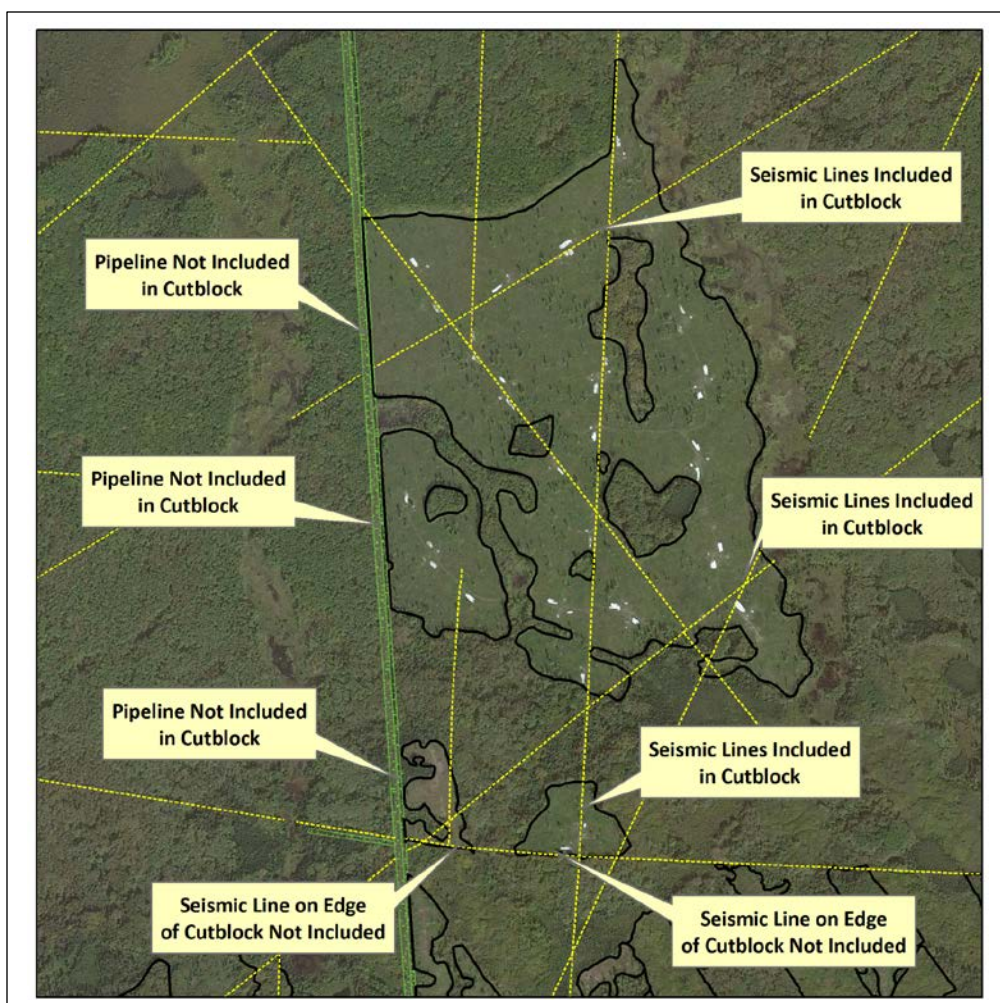 Seismic Lines Included
in Cutblock
Pipeline Not Included
in Cutblock
Pipeline Not Included
in Cutblock
Seismic Lines Included
in Cutblock
Pipeline Not Included
in Cutblock
Seismic Lines Included
in Cutblock
Seismic Line on Edge
of Cutblock Not Included
Seismic Line on Edge
of Cutblock Not Included